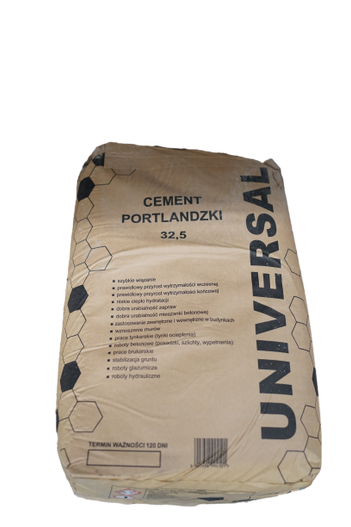 CEMENT
PORTLANDZKI
32,5
UNIVERSAL
szybkie wiązanie
prawidłowy przyrost wytrzymałości wczesnej
prawidłowy przyrost wytrzymałości końcowej
niskie ciepło hydratacji
dobra urabialność zapraw
dobra urabialność mieszanki betonowej
zastosowanie zewnętrzne i wewnętrzne w budynkach
wznoszenie murów
prace tynkarskie (tynki ocieplenia)
roboty betonowe (posadzki, szlichty, wypełnienia)
prace brukarskie
stabilizacja gruntu
roboty glazurnicze
roboty hydrauliczne
TERMIN WAŻNOŚCI 120 DNI